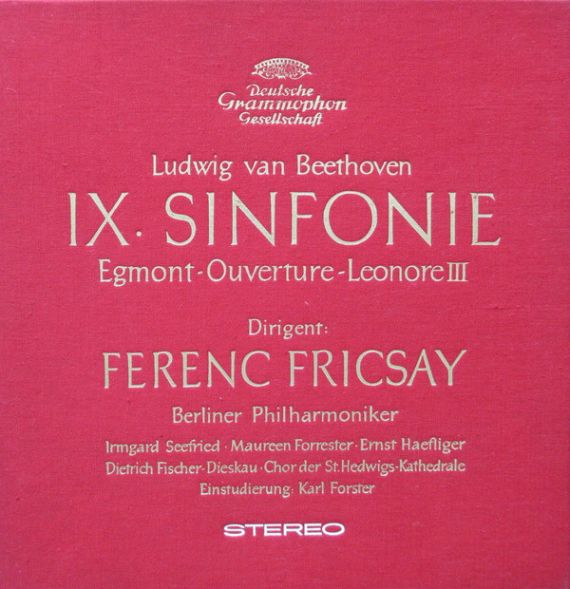 Deutsche
Grammophon
Gesellschaft
Ludwig van Beethoven
IX. SINFONIE
Egmont-Ouverture-Leonore III
Dirigent:
FERENC FRICSAY
Berliner Philharmoniker
Irmgard Seefried · Maureen Forrester · Ernst Haefliger
Dietrich Fischer-Dieskau · Chor der St. Hedwigs-Kathedrale
Einstudierung: Karl Forster
STEREO